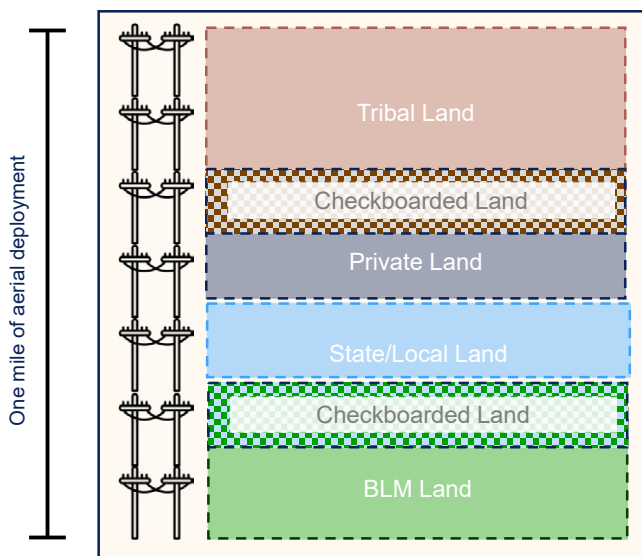 One mile of aerial deployment
Tribal Land
Checkboarded Land
Private Land
State/Local Land
Checkboarded Land
BLM Land